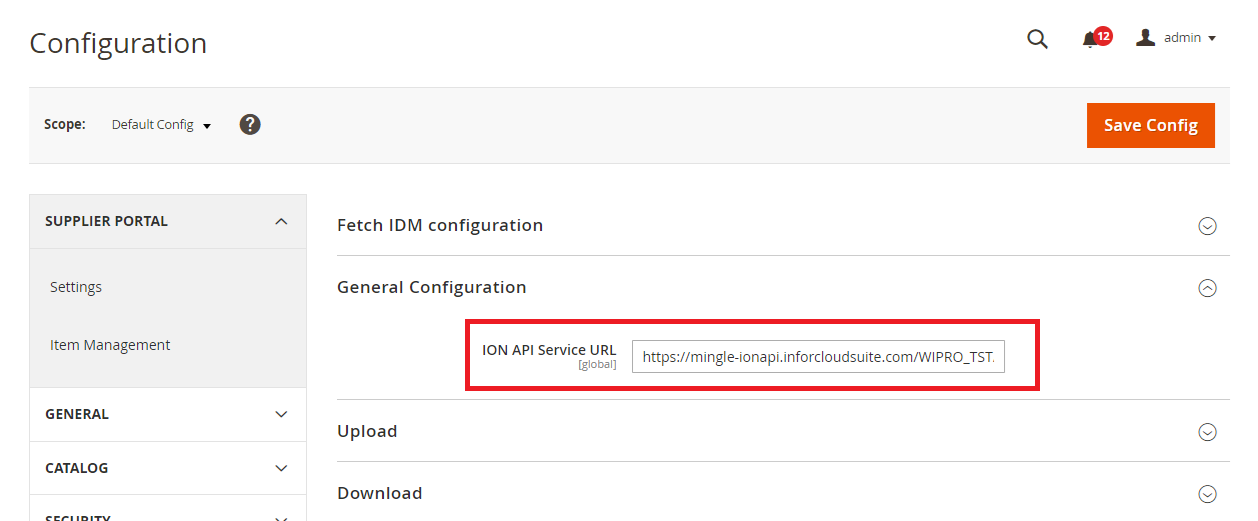 Configuration
12
admin
Scope: Default Config ?
Save Config
SUPPLIER PORTAL
Settings
Item Management
GENERAL
CATALOG
SECURITY
Fetch IDM configuration
General Configuration
ION API Service URL
[global]
https://mingle-ionapi.inforcloudsuite.com/WIPRO_TST
Upload
Download